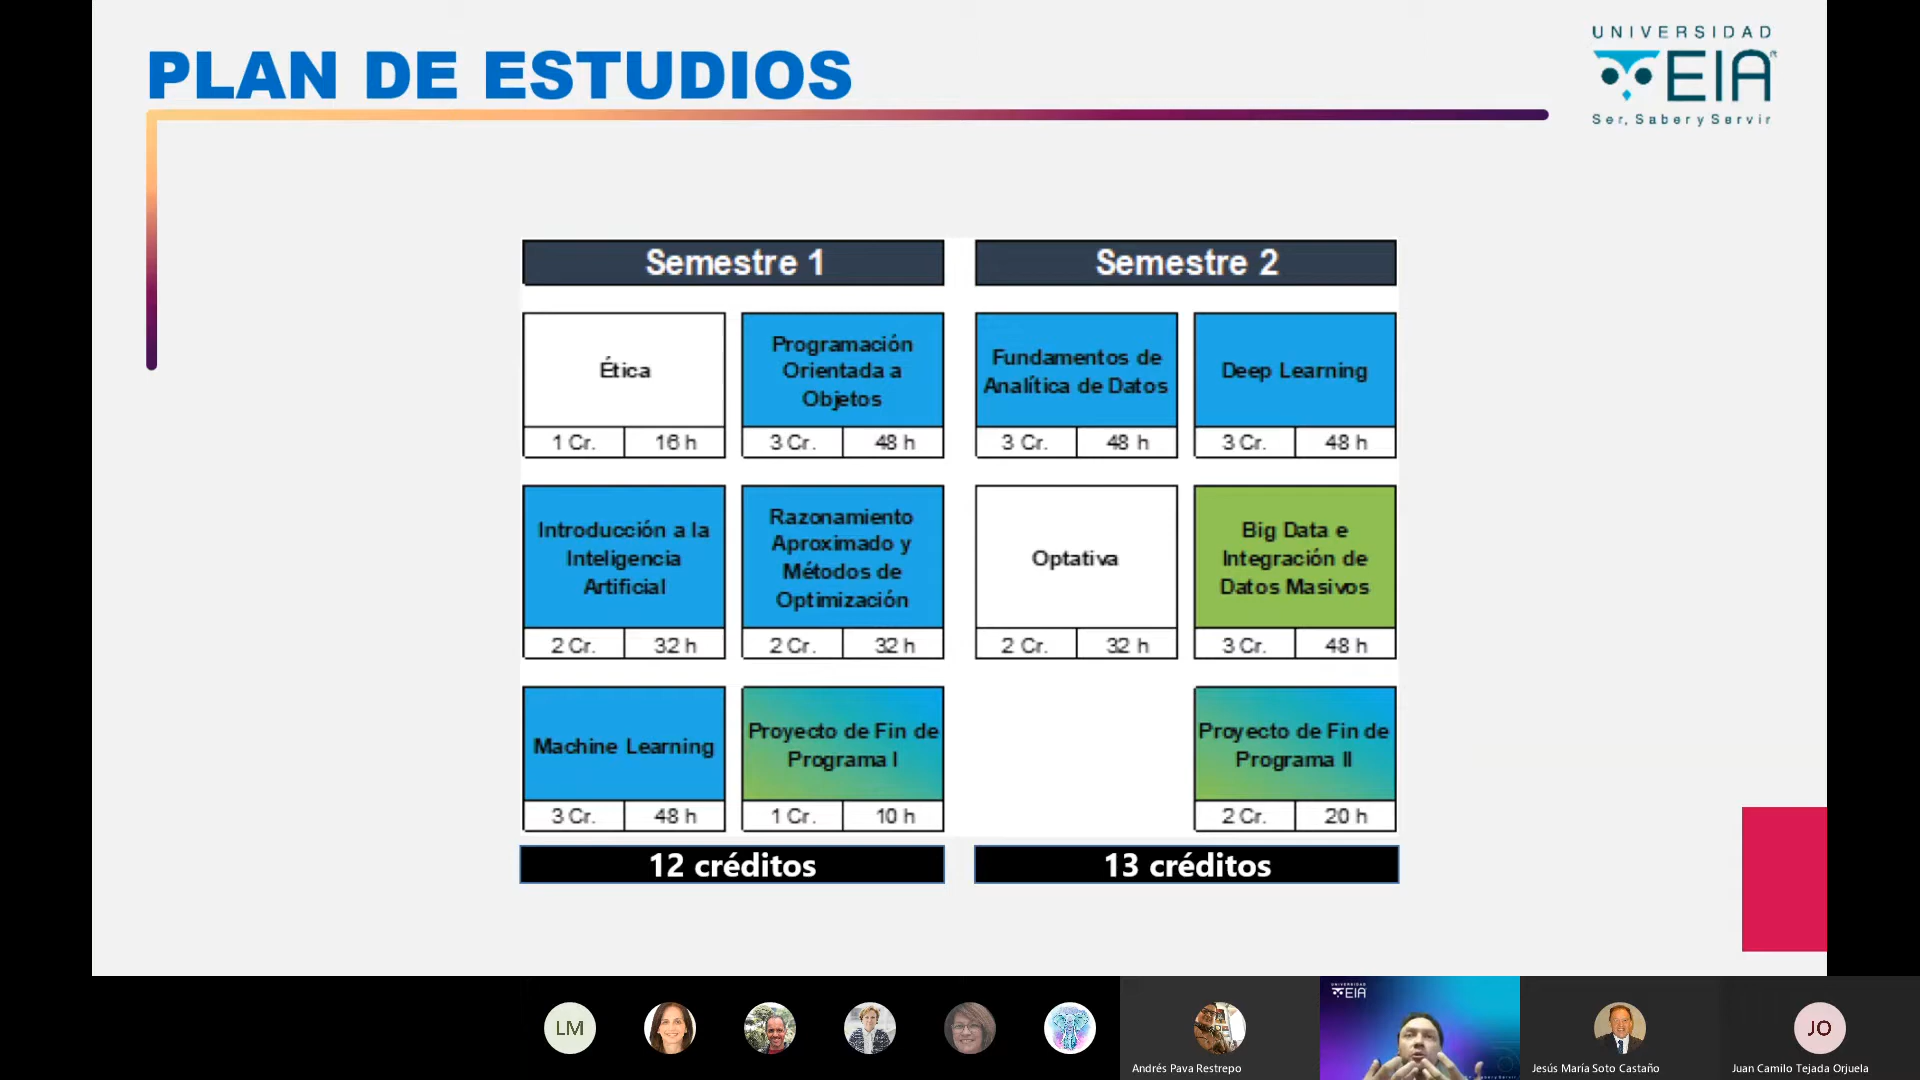 PLAN DE ESTUDIOS
UNIVERSIDAD
EIA
Ser, Saber y Servir
Semestre 1
Ética
1 Cr. 16 h
Programación
Orientada a
Objetos
3 Cr. 48 h
Introducción a la
Inteligencia
Artificial
2 Cr. 32 h
Razonamiento
Aproximado y
Métodos de
Optimización
2 Cr. 32 h
Machine Learning
3 Cr. 48 h
Proyecto de Fin de
Programa I
1 Cr. 10 h
12 créditos
Semestre 2
Fundamentos de
Analítica de Datos
3 Cr. 48 h
Deep Learning
3 Cr. 48 h
Optativa
2 Cr. 32 h
Big Data e
Integración de
Datos Masivos
3 Cr. 48 h
Proyecto de Fin de
Programa II
2 Cr. 20 h
13 créditos
LM
Andrés Pava Restrepo
UNIVERSIDAD
EIA
Jesús María Soto Castaño
JO
Juan Camilo Tejada Orjuela